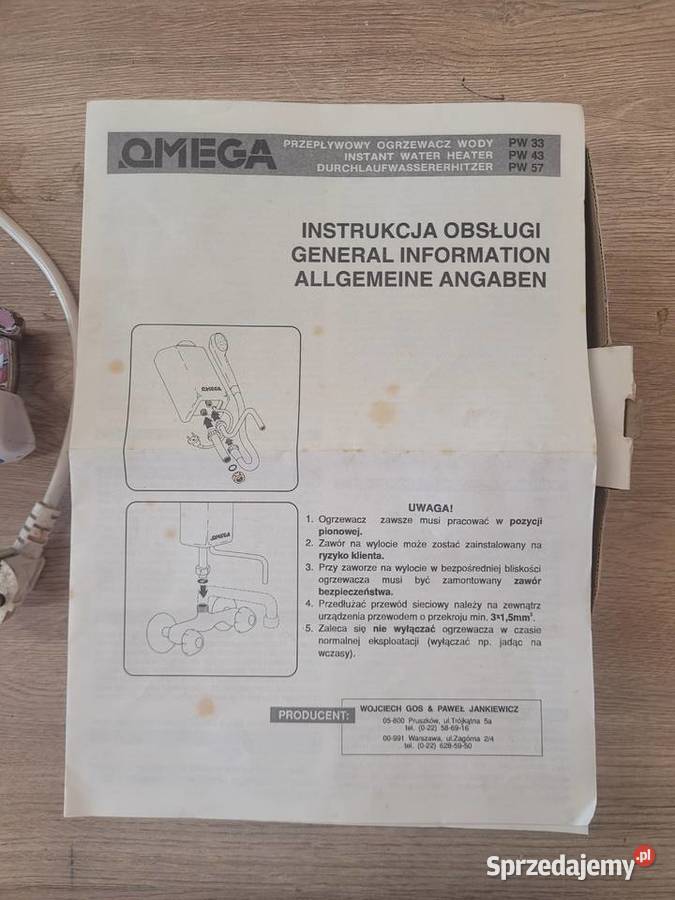 OMEGA
PRZEPŁYWOWY OGRZEWACZ WODY PW 33
INSTANT WATER HEATER PW 43
DURCHLAUFWASSERERHITZER PW 57
INSTRUKCJA OBSŁUGI
GENERAL INFORMATION
ALLGEMEINE ANGABEN
OMEGA
OMEGA
UWAGA!
1. Ogrzewacz zawsze musi pracować w pozycji
pionowej.
2. Zawór na wylocie może zostać zainstalowany na
ryzyko klienta.
3. Przy zaworze na wylocie w bezpośredniej bliskości
ogrzewacza musi być zamontowany zawór
bezpieczeństwa.
4. Przedłużać przewód sieciowy należy na zewnątrz
urządzenia przewodem o przekroju min. 3x1,5mm².
5. Zaleca się nie wyłączać ogrzewacza w czasie
normalnej eksploatacji (wyłączać np. jadąc na
wczasy).
PRODUCENT:
WOJCIECH GOS & PAWEŁ JANKIEWICZ
05-800 Pruszków, ul.Trójkątna 5a
tel. (0-22) 58-69-16
00-991 Warszawa, ul.Zagórna 2/4
tel. (0-22) 628-59-50
Sprzedajemy.pl